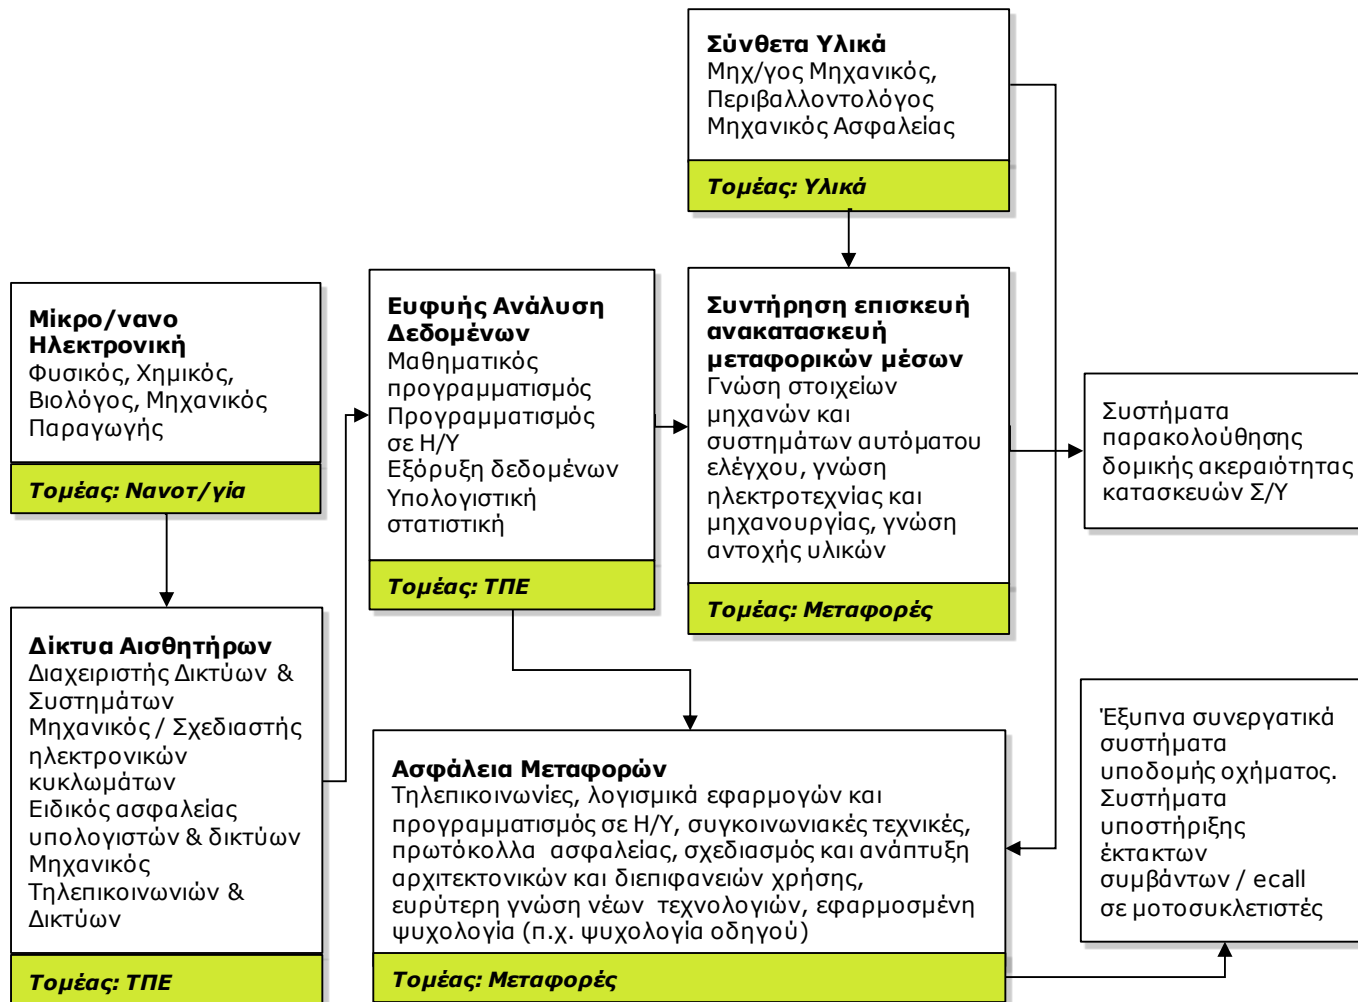 Σύνθετα Υλικά
Μηχ/γος Μηχανικός,
Περιβαλλοντολόγος
Μηχανικός Ασφαλείας
Τομέας: Υλικά
Μίκρο/νανο
Ηλεκτρονική
Φυσικός, Χημικός,
Βιολόγος, Μηχανικός
Παραγωγής
Τομέας: Νανοτ/γία
Ευφυής Ανάλυση
Δεδομένων
Μαθηματικός
προγραμματισμός
Προγραμματισμός
σε Η/Υ
Εξόρυξη δεδομένων
Υπολογιστική
στατιστική
Τομέας: ΤΠΕ
Συντήρηση επισκευή
ανακατασκευή
μεταφορικών μέσων
Γνώση στοιχείων
μηχανών και
συστημάτων αυτόματου
ελέγχου, γνώση
ηλεκτροτεχνίας και
μηχανουργίας, γνώση
αντοχής υλικών
Τομέας: Μεταφορές
Συστήματα
παρακολούθησης
δομικής ακεραιότητας
κατασκευών Σ/Υ
Δίκτυα Αισθητήρων
Διαχειριστής Δικτύων &
Συστημάτων
Μηχανικός / Σχεδιαστής
ηλεκτρονικών
κυκλωμάτων
Ειδικός ασφαλείας
υπολογιστών & δικτύων
Μηχανικός
Τηλεπικοινωνιών &
Δικτύων
Τομέας: ΤΠΕ
Ασφάλεια Μεταφορών
Τηλεπικοινωνίες, λογισμικά εφαρμογών και
προγραμματισμός σε Η/Υ, συγκοινωνιακές τεχνικές,
πρωτόκολλα ασφαλείας, σχεδιασμός και ανάπτυξη
αρχιτεκτονικών και διεπιφανειών χρήσης,
ευρύτερη γνώση νέων τεχνολογιών, εφαρμοσμένη
ψυχολογία (π.χ. ψυχολογία οδηγού)
Τομέας: Μεταφορές
Έξυπνα συνεργατικά
συστήματα
υποδομής οχήματος.
Συστήματα
υποστήριξης
έκτακτων
συμβάντων / ecall
σε μοτοσυκλετιστές